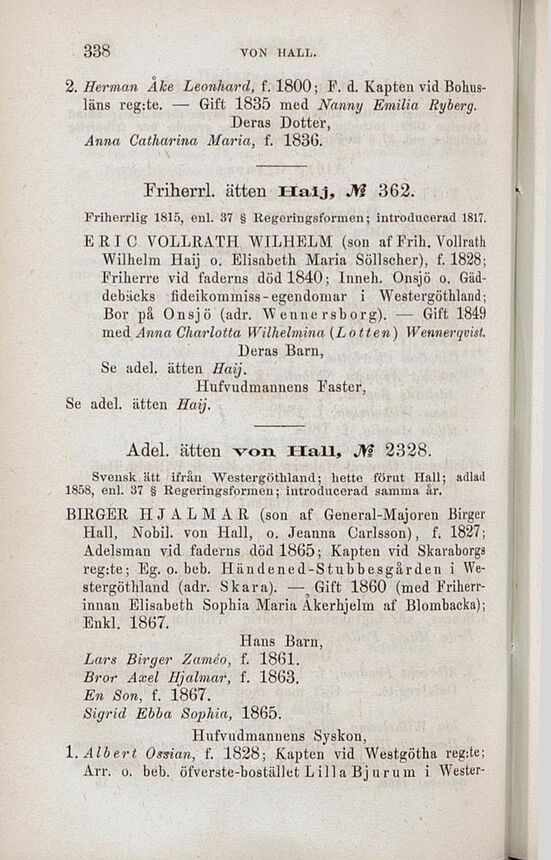 338
VON HALL.
2. Herman Åke Leonhard, f. 1800; F. d. Kapten vid Bohus-
läns reg:te. — Gift 1835 med Nanny Emilia Ryberg.
Deras Dotter,
Anna Catharina Maria, f. 1836.
Friherrl. ätten Haij, № 362.
Friherrlig 1815, enl. 37 § Regeringsformen; introducerad 1817.
ERIC VOLLRATH WILHELM (son af Frih. Vollrath
Wilhelm Haij o. Elisabeth Maria Söllscher), f. 1828;
Friherre vid faderns död 1840; Inneh. Onsjö o. Gäd-
debäcks fideikommiss-egendomar i Westergöthland;
Bor på Onsjö (adr. Wennersborg). — Gift 1849
med Anna Charlotta Wilhelmina (Lotten) Wennerqvist.
Deras Barn,
Se adel. ätten Haij.
Hufvudmannens Faster,
Se adel. ätten Haij.
Adel. ätten von Hall, № 2328.
Svensk ätt ifrån Westergöthland; hette förut Hall; adlad
1858, enl. 37 § Regeringsformen; introducerad samma år.
BIRGER HJALMAR (son af General-Majoren Birger
Hall, Nobil. von Hall, o. Jeanna Carlsson), f. 1827;
Adelsman vid faderns död 1865; Kapten vid Skaraborgs
reg:te; Eg. o. beb. Händened-Stubbesgården i We-
stergöthland (adr. Skara). — Gift 1860 (med Friherr-
innan Elisabeth Sophia Maria Åkerhjelm af Blombacka);
Enkl. 1867.
Hans Barn,
Lars Birger Zaméo, f. 1861.
Bror Axel Hjalmar, f. 1863.
En Son, f. 1867.
Sigrid Ebba Sophia, 1865.
Hufvudmannens Syskon,
1. Albert Ossian, f. 1828; Kapten vid Westgötha reg:te;
Arr. o. beb. öfverste-bostället Lilla Bjurum i Wester-